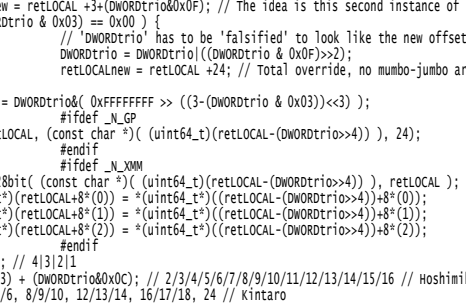 ew = retLOCAL +3+(DWORDtrio&0x0F); // The idea is this second instance of
RDtrio & 0x03) == 0x00 ) {
// 'DWORDtrio' has to be 'falsified' to look like the new offset
DWORDtrio = DWORDtrio|((DWORDtrio & 0x0F)>>2);
retLOCALnew = retLOCAL +24; // Total override, no mumbo-jumbo ar
= DWORDtrio&( 0xFFFFFFFF >> ((3-(DWORDtrio & 0x03))<<3) );
#ifdef _N_GP
LOCAL, (const char *)( (uint64_t)(retLOCAL-(DWORDtrio>>4)) ), 24);
#endif
#ifdef _N_XMM
28bit( (const char *)( (uint64_t)(retLOCAL-(DWORDtrio>>4)) ), retLOCAL );
t*)(retLOCAL+8*(0)) = *(uint64_t*)((retLOCAL-(DWORDtrio>>4))+8*(0));
t*)(retLOCAL+8*(1)) = *(uint64_t*)((retLOCAL-(DWORDtrio>>4))+8*(1));
t*)(retLOCAL+8*(2)) = *(uint64_t*)((retLOCAL-(DWORDtrio>>4))+8*(2));
#endif
; // 4|3|2|1
3) + (DWORDtrio&0x0C); // 2/3/4/5/6/7/8/9/10/11/12/13/14/15/16 // Hoshimi
/6, 8/9/10, 12/13/14, 16/17/18, 24 // Kintaro